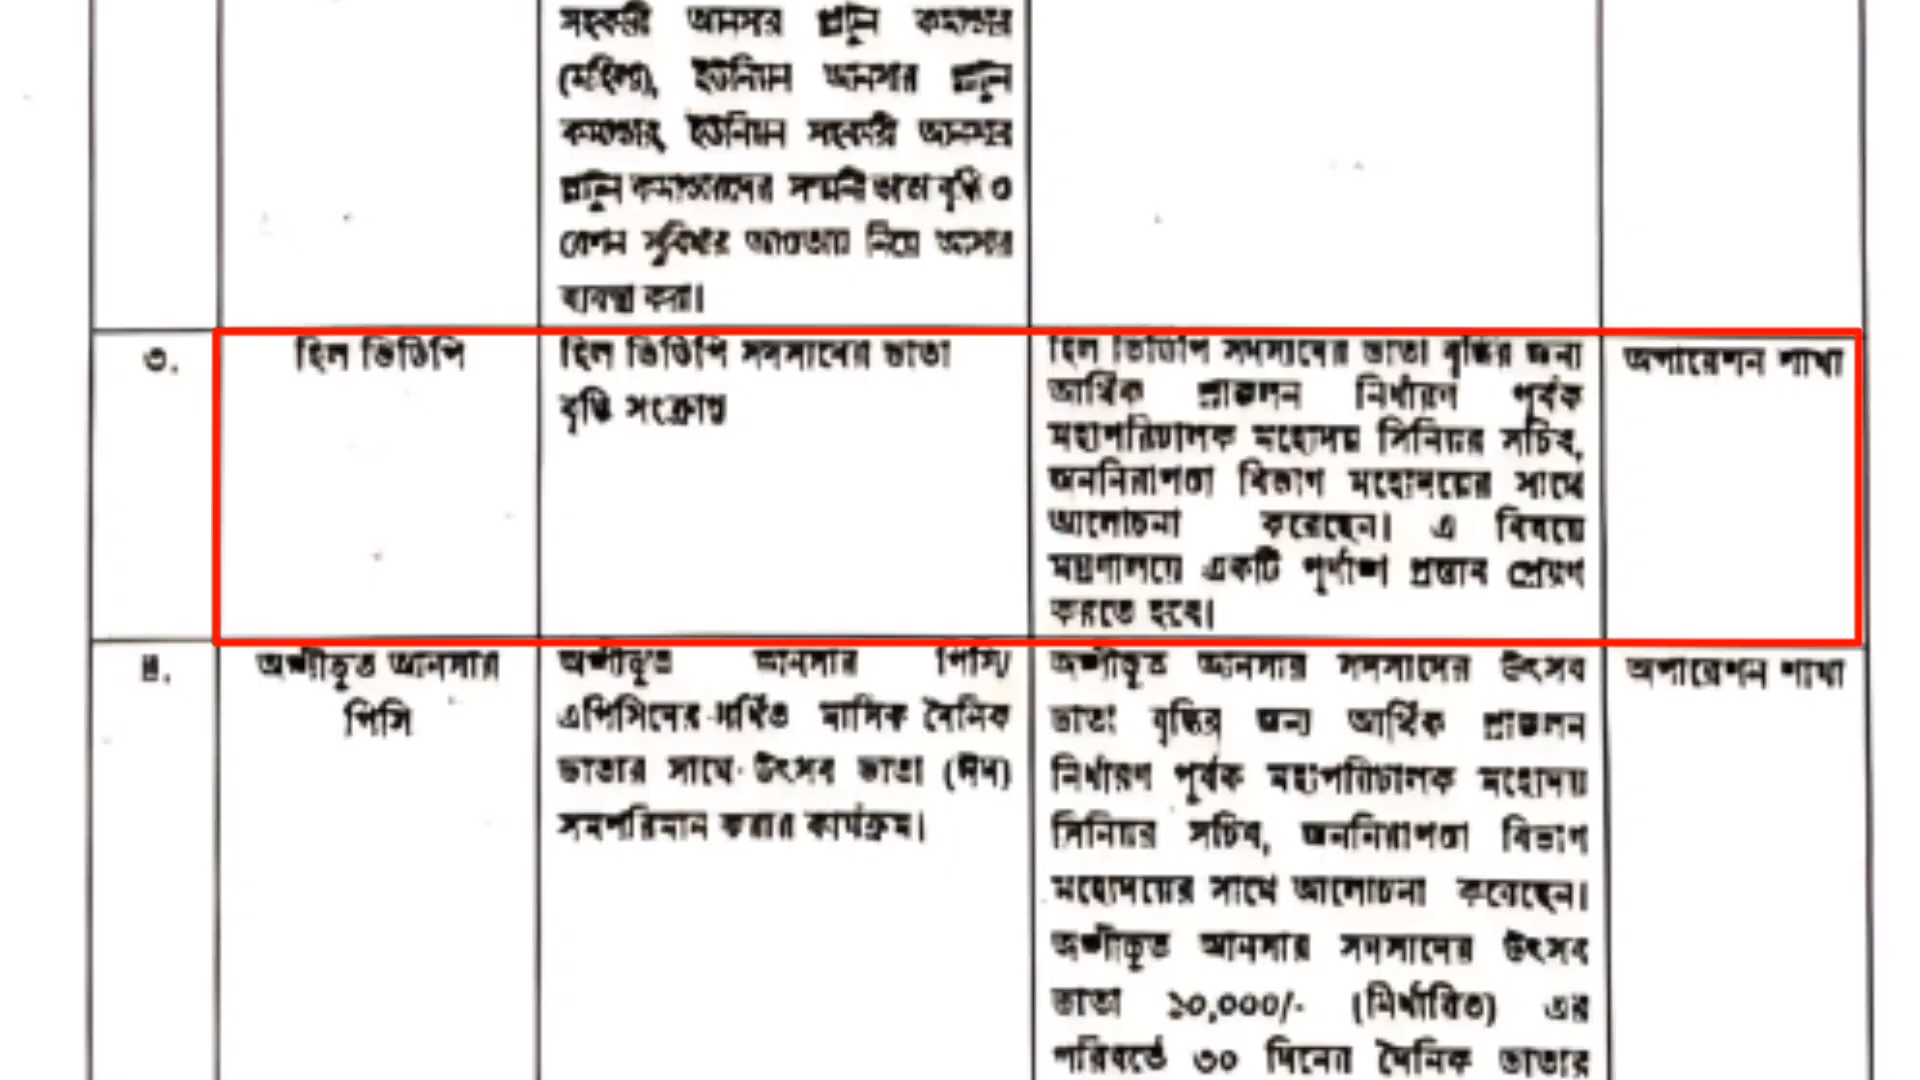 সহকারী আনসার প্লাটুন কমান্ডার
(মহিলা), ইউনিয়ন আনসার প্লাটুন
কমান্ডার, ইউনিয়ন সহকারী আনসার
প্লাটুন কমান্ডারদের সম্মানী ভাতা বৃদ্ধি ও
রেশন সুবিধার আওতায় নিয়ে আসার
ব্যবস্থা করা।
৩.
হিল ভিডিপি
হিল ভিডিপি সদস্যদের ভাতা
বৃদ্ধি সংক্রান্ত
হিল ভিডিপি সদস্যদের ভাতা বৃদ্ধির জন্য
আর্থিক প্রাক্কলন নির্ধারণ পূর্বক
মহাপরিচালক মহোদয় সিনিয়র সচিব,
জননিরাপত্তা বিভাগ মহোদয়ের সাথে
আলোচনা করেছেন। এ বিষয়ে
মন্ত্রণালয়ে একটি পূর্ণাঙ্গ প্রস্তাব প্রেরণ
করতে হবে।
অপারেশন শাখা
৪.
অঙ্গীভূত আনসার
পিসি
অঙ্গীভূত আনসার পিসি/
এপিসিদের বর্ধিত মাসিক দৈনিক
ভাতার সাথে উৎসব ভাতা (ঈদ)
সমপরিমান করার কার্যক্রম।
অঙ্গীভূত আনসার সদস্যদের উৎসব
ভাতা বৃদ্ধির জন্য আর্থিক প্রাক্কলন
নির্ধারণ পূর্বক মহাপরিচালক মহোদয়
সিনিয়র সচিব, জননিরাপত্তা বিভাগ
মহোদয়ের সাথে আলোচনা করেছেন।
অঙ্গীভূত আনসার সদস্যদের উৎসব
ভাতা ১০,০০০/- (নির্ধারিত) এর
পরিবর্তে ৩০ দিনের দৈনিক ভাতার
অপারেশন শাখা